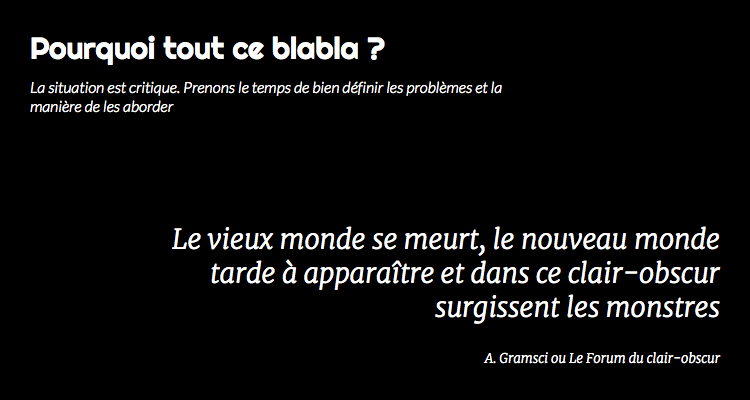 Pourquoi tout ce blabla ?
La situation est critique. Prenons le temps de bien définir les problèmes et la
manière de les aborder
Le vieux monde se meurt, le nouveau monde
tarde à apparaître et dans ce clair-obscur
surgissent les monstres
A. Gramsci ou Le Forum du clair-obscur